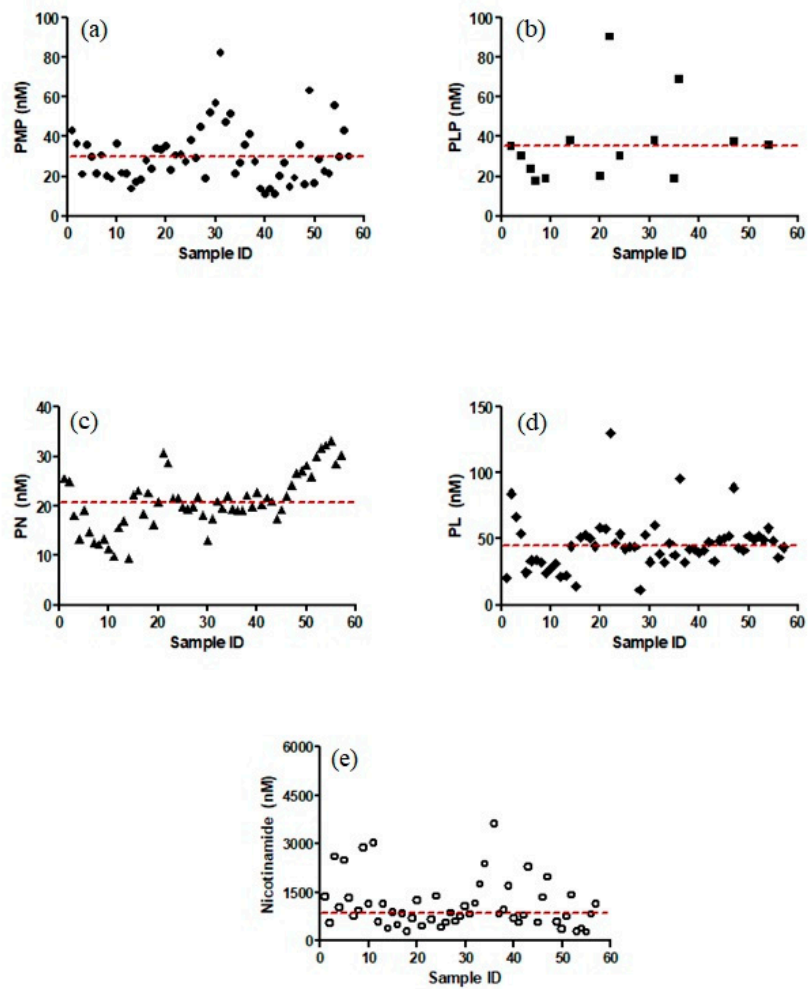 (a)
PMP (nM)
100
80
60
40
20
0
0 10 20 30 40 50 60
Sample ID
(b)
PLP (nM)
100
80
60
40
20
0
0 10 20 30 40 50 60
Sample ID
(c)
PN (nM)
40
30
20
10
0
0 10 20 30 40 50 60
Sample ID
(d)
PL (nM)
150
100
50
0
0 10 20 30 40 50 60
Sample ID
(e)
Nicotinamide (nM)
6000
4500
3000
1500
0
0 10 20 30 40 50 60
Sample ID